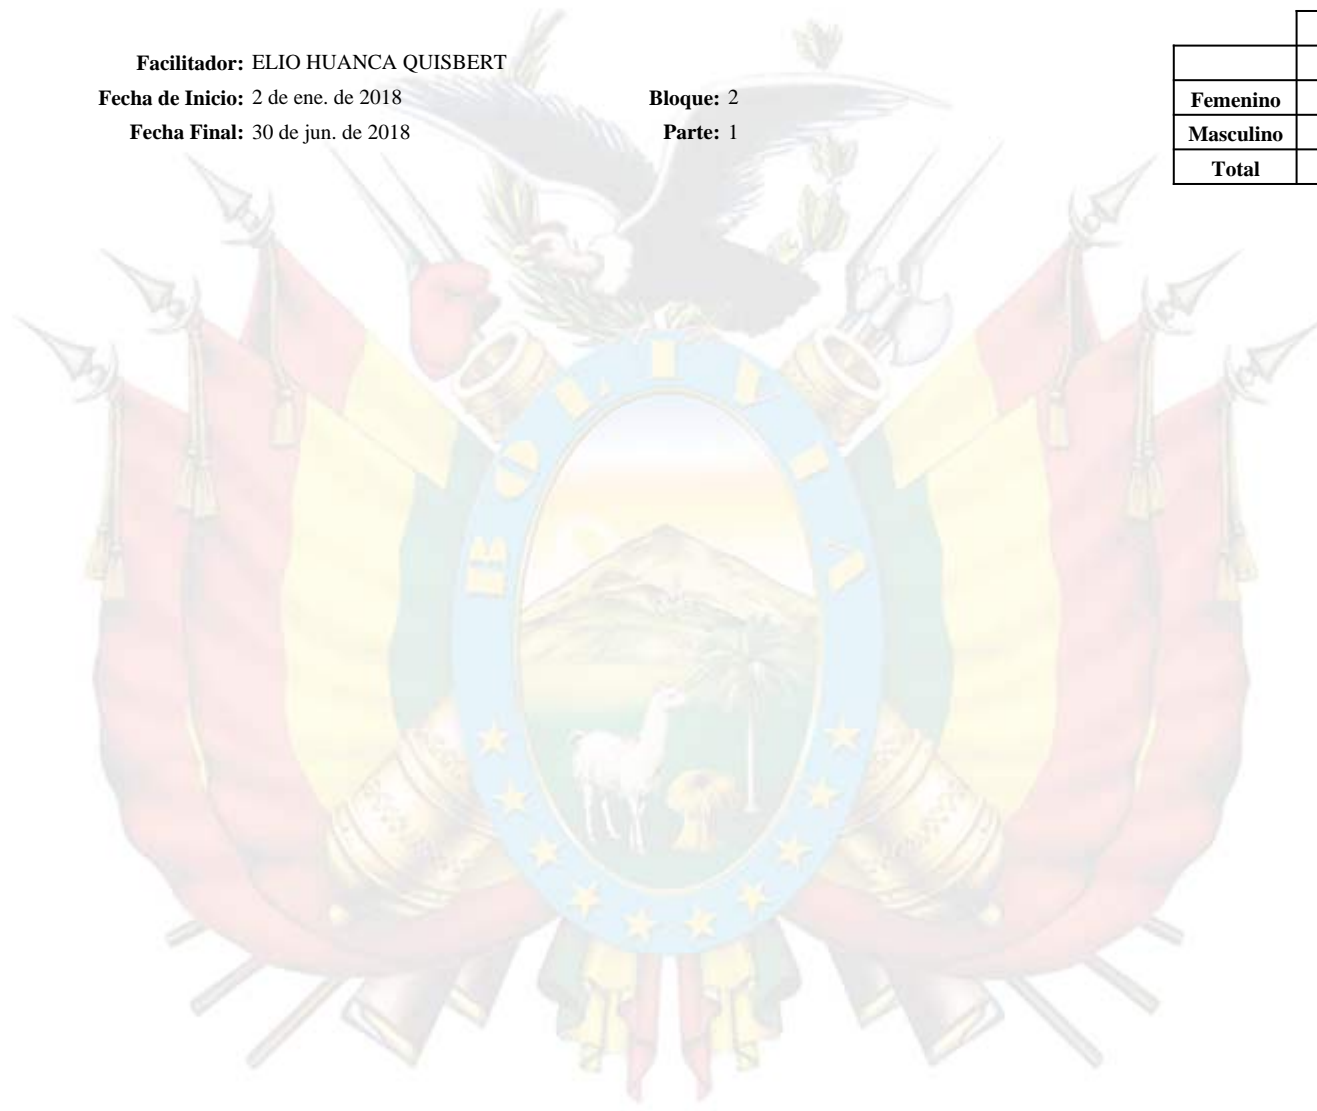 Facilitador: ELIO HUANCA QUISBERT
Fecha de Inicio: 2 de ene. de 2018 Bloque: 2
Fecha Final: 30 de jun. de 2018 Parte: 1
Femenino
Masculino
Total
BOLIVIA